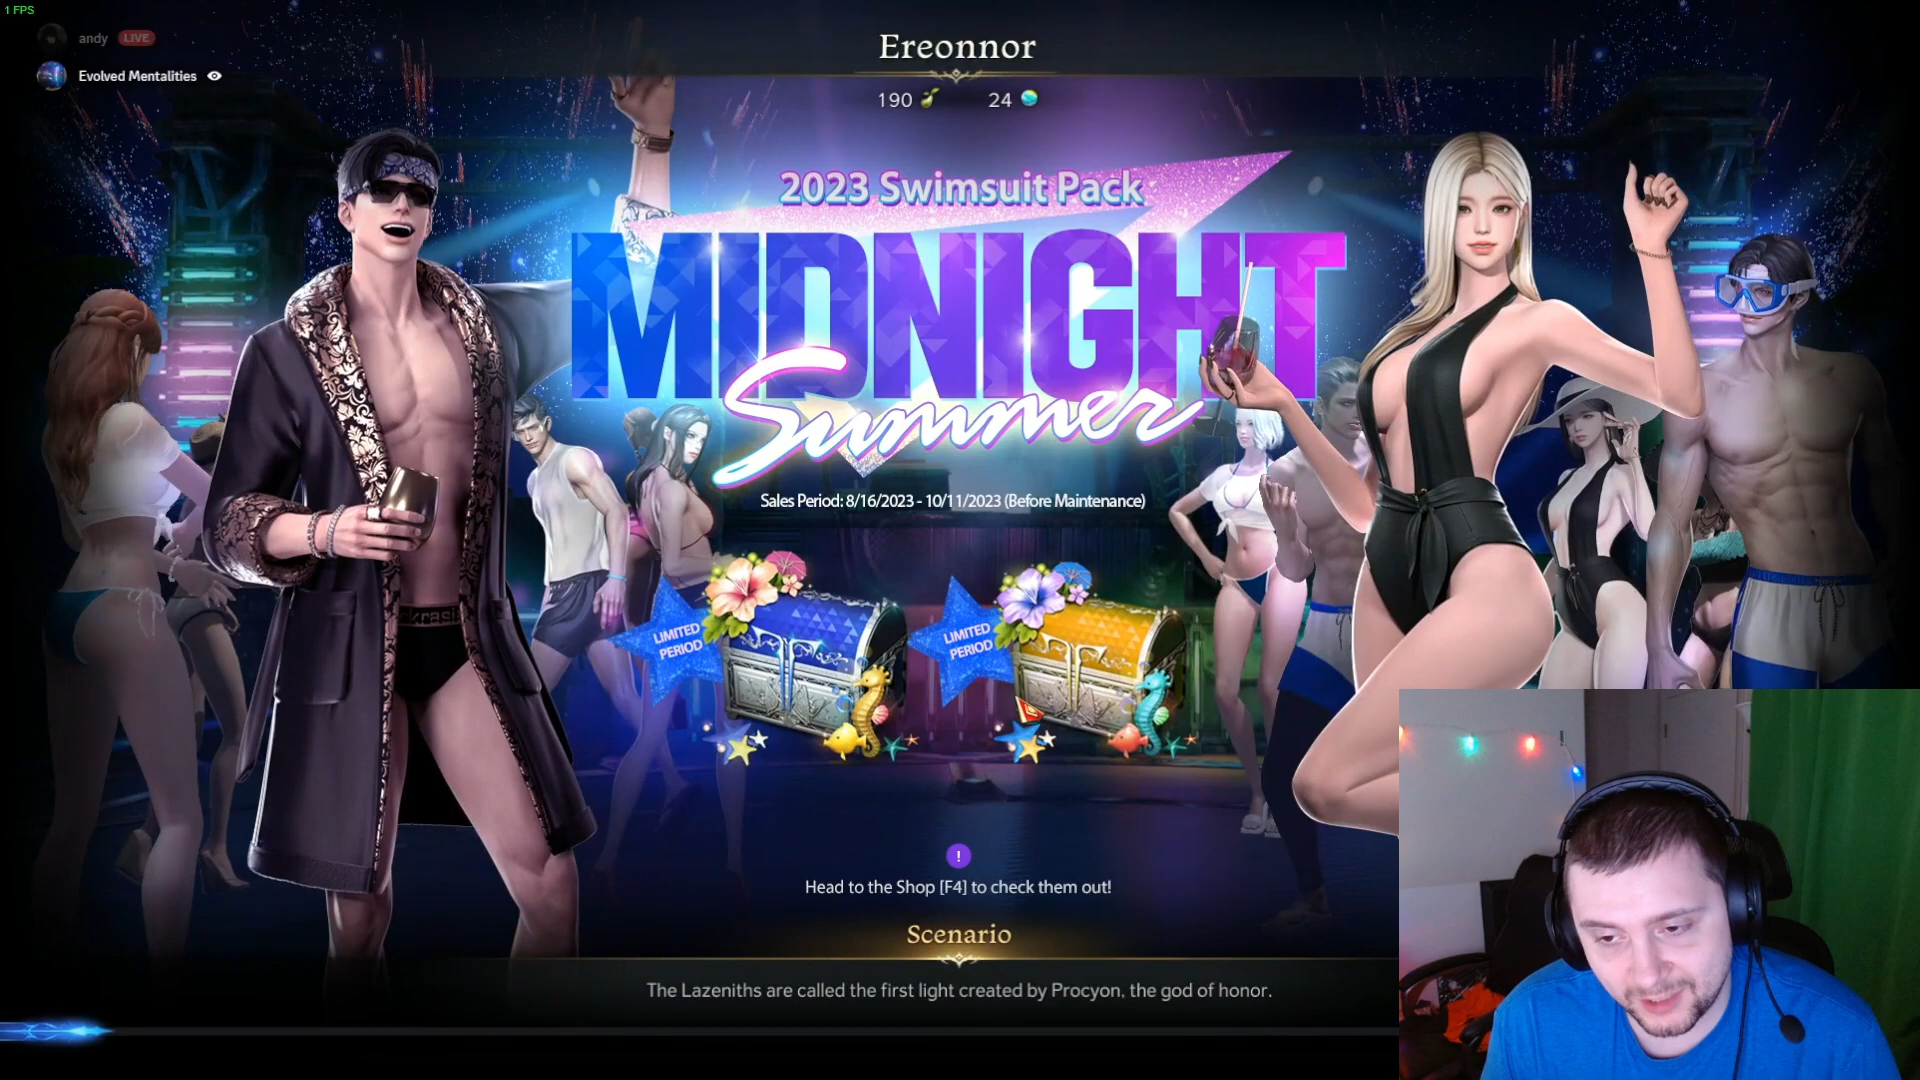 1 FPS
andy LIVE
Evolved Mentalities
Ereonnor
190 24
2023 Swimsuit Pack
MIDNIGHT
Summer
Sales Period: 8/16/2023 - 10/11/2023 (Before Maintenance)
LIMITED
PERIOD
LIMITED
PERIOD
!
Head to the Shop [F4] to check them out!
Scenario
The Lazeniths are called the first light created by Procyon, the god of honor.